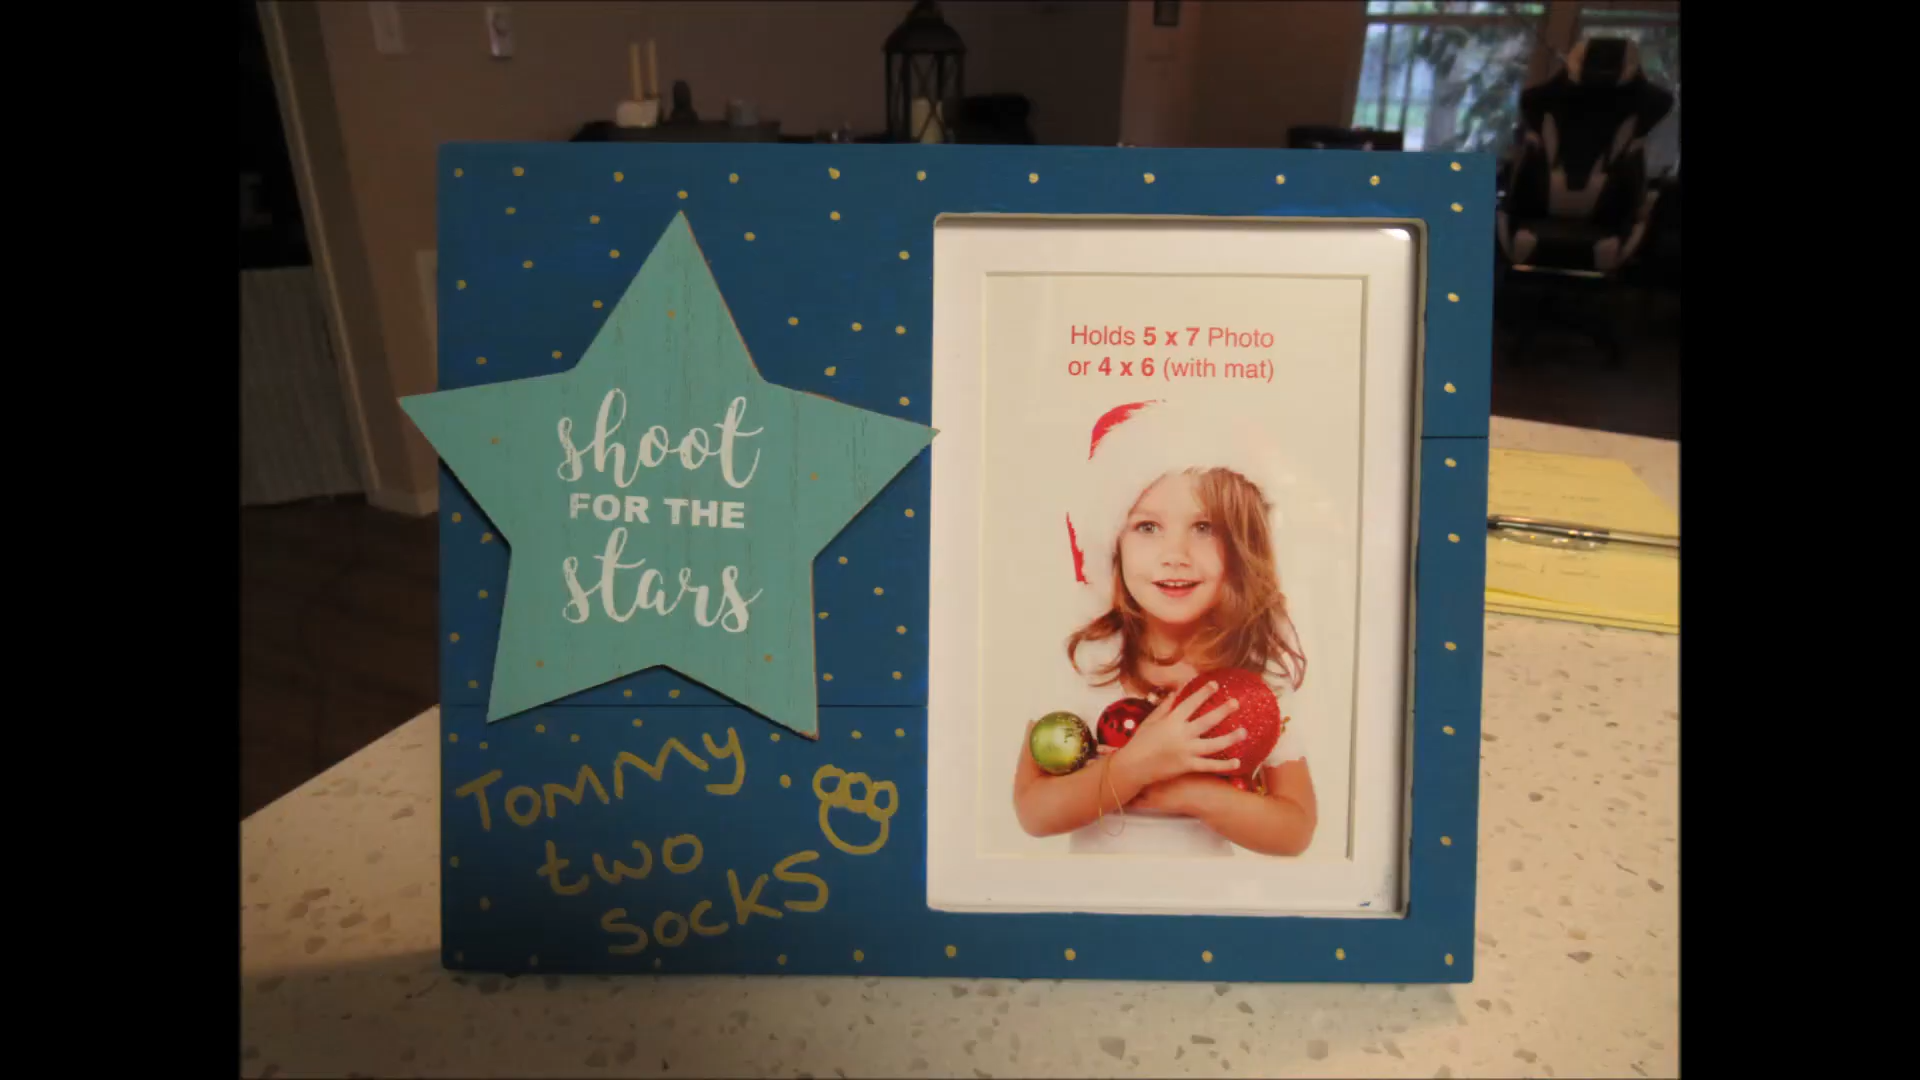 shoot
FOR THE
stars
Tommy
two
Socks
Holds 5 x 7 Photo
or 4 x 6 (with mat)